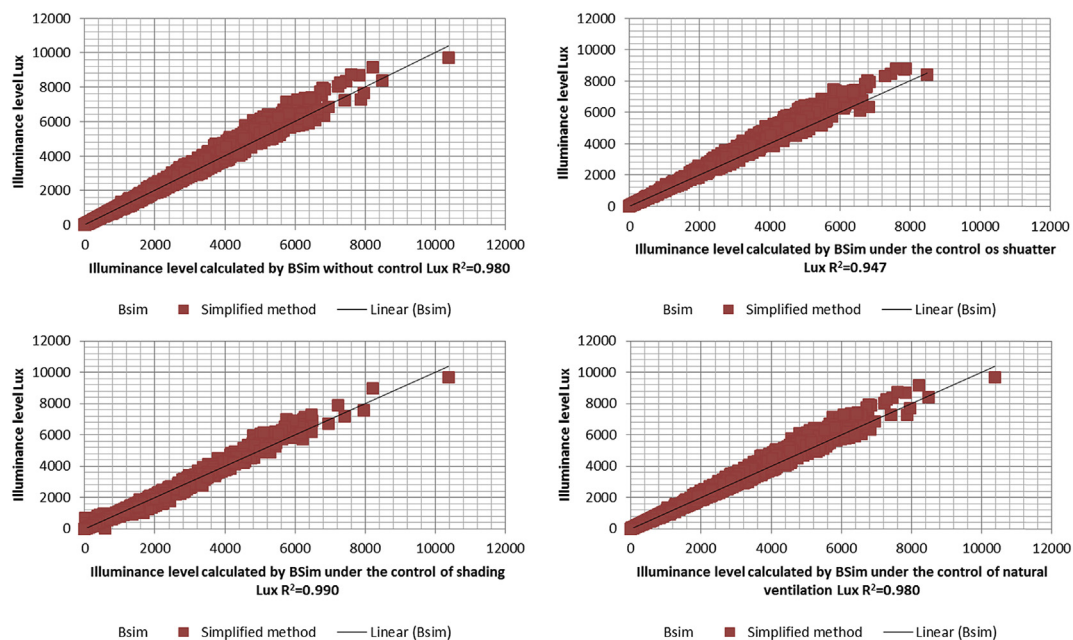 12000
10000
8000
6000
4000
2000
0
Illuminance level Lux
0 2000 4000 6000 8000 10000 12000
Illuminance level calculated by BSim without control Lux R²=0.980
Bsim Simplified method Linear (Bsim)
12000
10000
8000
6000
4000
2000
0
Illuminance level Lux
0 2000 4000 6000 8000 10000 12000
Illuminance level calculated by BSim under the control os shuatter
Lux R²=0.947
Bsim Simplified method Linear (Bsim)
12000
10000
8000
6000
4000
2000
0
Illuminance level Lux
0 2000 4000 6000 8000 10000 12000
Illuminance level calculated by BSim under the control of shading
Lux R²=0.990
Bsim Simplified method Linear (Bsim)
12000
10000
8000
6000
4000
2000
0
Illuminance level Lux
0 2000 4000 6000 8000 10000 12000
Illuminance level calculated by BSim under the control of natural
ventilation Lux R²=0.980
Bsim Simplified method Linear (Bsim)